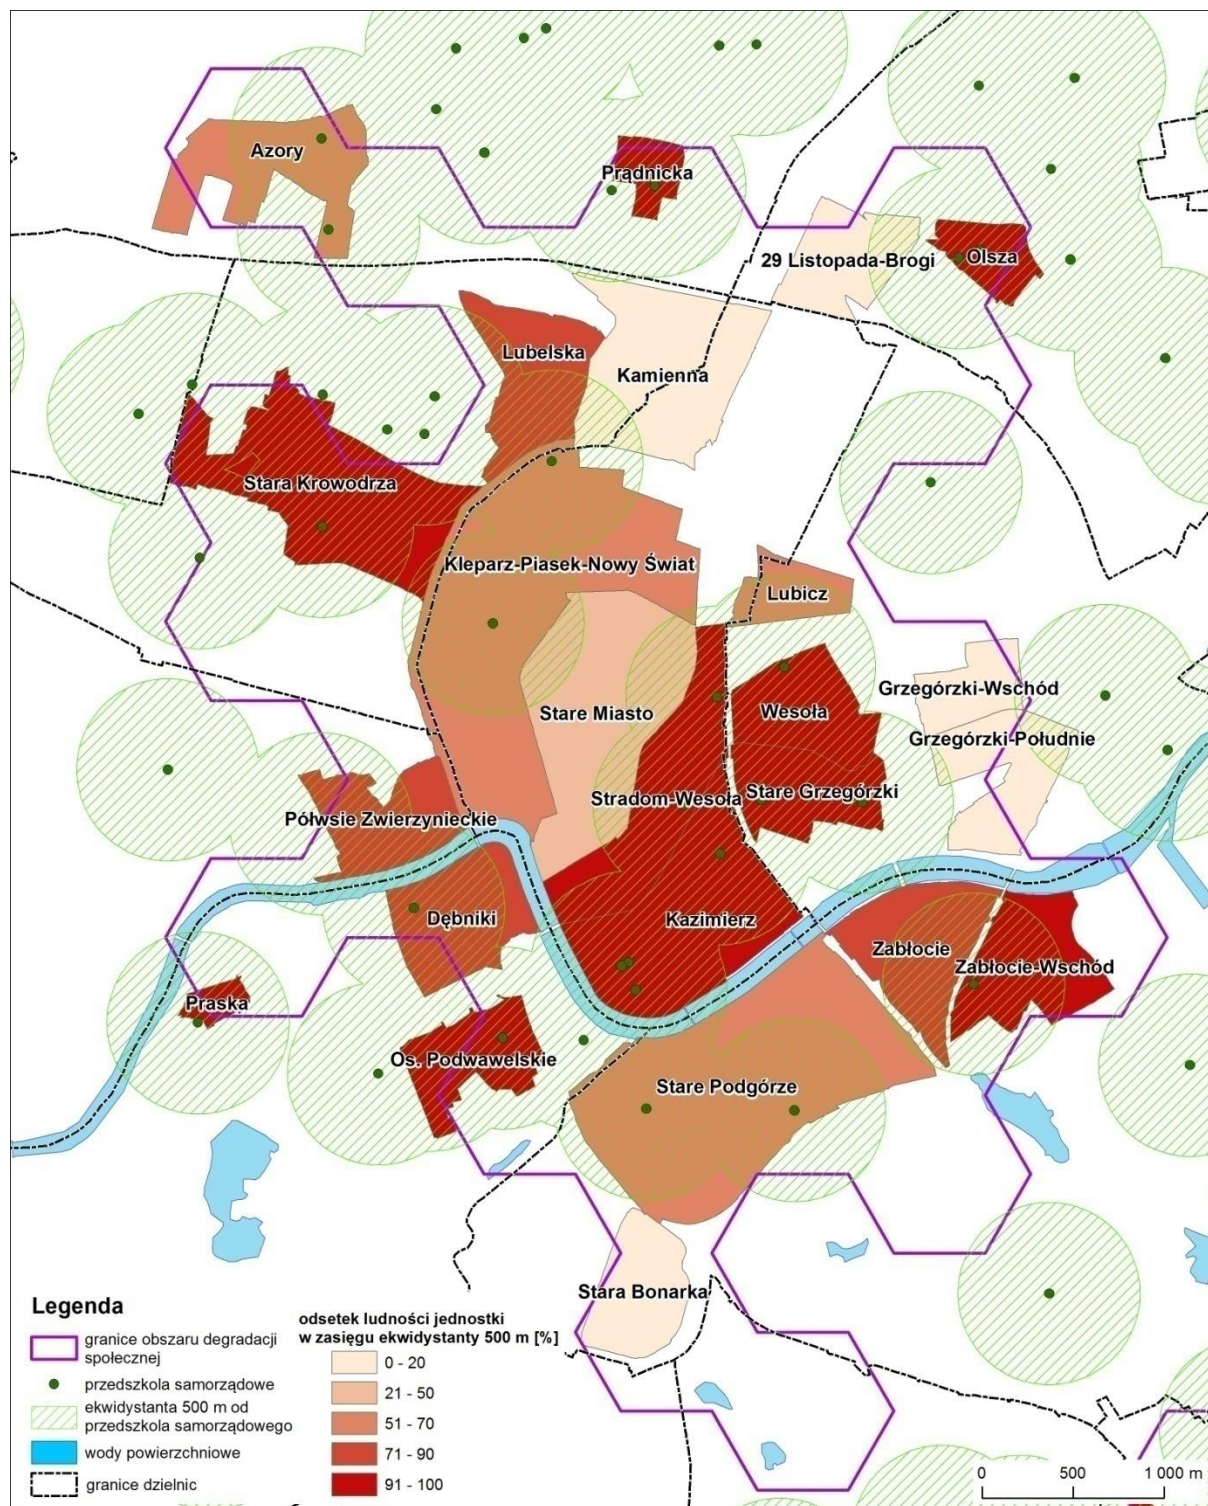 Azory
Prądnicka
29 Listopada-Brogi
Olsza
Lubelska
Kamienna
Stara Krowodrza
Kleparz-Piasek-Nowy Świat
Lubicz
Grzegórzki-Wschód
Stare Miasto
Wesoła
Grzegórzki-Południe
Stradom-Wesoła
Stare Grzegórzki
Półwsie Zwierzynieckie
Dębniki
Kazimierz
Zabłocie
Zabłocie-Wschód
Praska
Os. Podwawelskie
Stare Podgórze
Stara Bonarka
Legenda
granice obszaru degradacji
społecznej
przedszkola samorządowe
ekwidystanta 500 m od
przedszkola samorządowego
wody powierzchniowe
granice dzielnic
odsetek ludności jednostki
w zasięgu ekwidystanty 500 m [%]
0 - 20
21 - 50
51 - 70
71 - 90
91 - 100
0 500 1 000 m